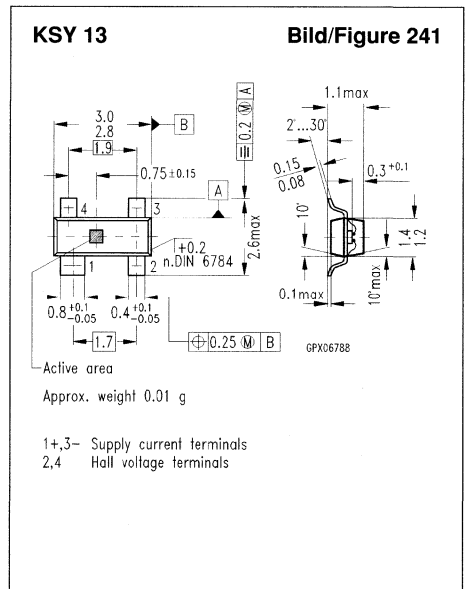 KSY 13
Bild/Figure 241
3.0
2.8
B
1.9
0.75±0.15
A
0.2 Ⓜ A
1.1max
2°...30°
0.15
0.08
0.3+0.1
4
3
1
2
+0.2
n.DIN 6784
2.6max
10°
1.4
1.2
0.1max
10°max
0.8 +0.1 -0.05
0.4 +0.1 -0.05
1.7
⌖ 0.25 Ⓜ B
GPX06788
Active area
Approx. weight 0.01 g
1+,3- Supply current terminals
2,4 Hall voltage terminals